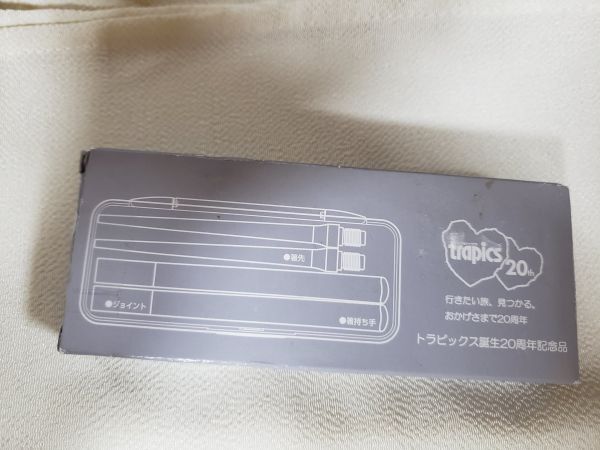 ●箸先
●ジョイント
●箸持ち手
trapics
20th
行きたい旅、見つかる。
おかげさまで20周年
トラピックス誕生20周年記念品